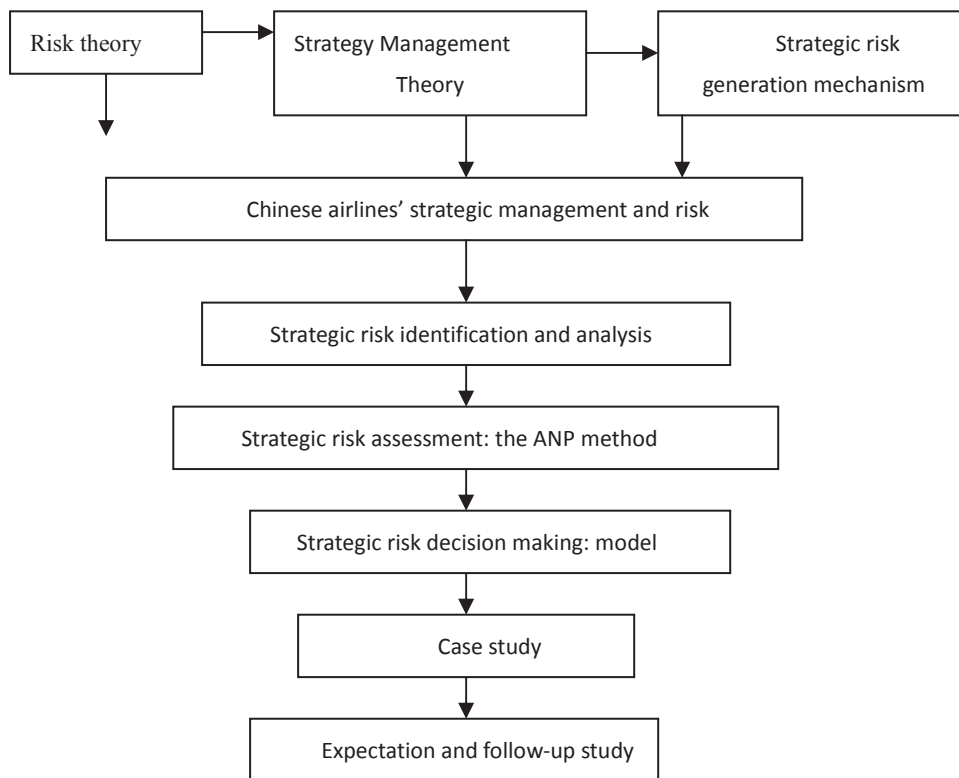 Risk theory
Strategy Management
Theory
Strategic risk
generation mechanism
Chinese airlines’ strategic management and risk
Strategic risk identification and analysis
Strategic risk assessment: the ANP method
Strategic risk decision making: model
Case study
Expectation and follow-up study